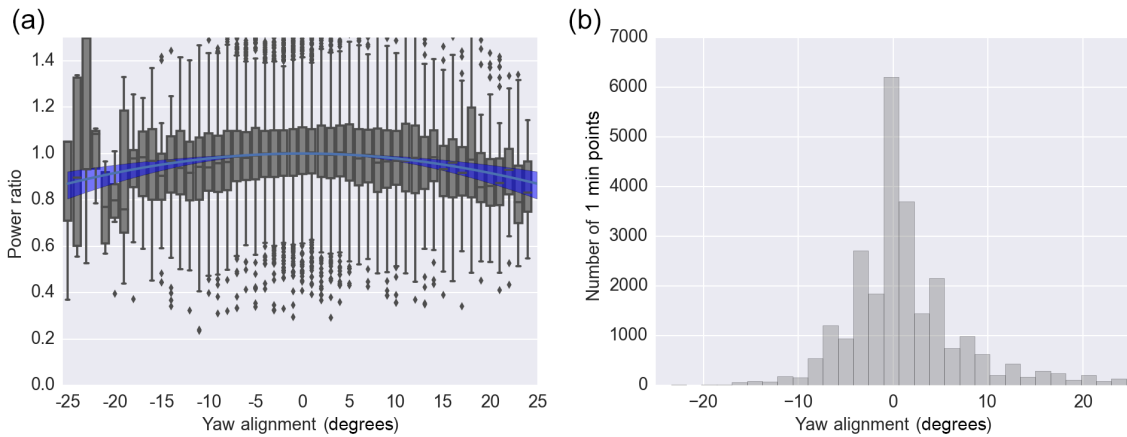 (a)
(b)
1.4
1.2
1.0
0.8
0.6
0.4
0.2
0.0
Power ratio
-25 -20 -15 -10 -5 0 5 10 15 20 25
Yaw alignment (degrees)
7000
6000
5000
4000
3000
2000
1000
0
Number of 1 min points
−20 −10 0 10 20
Yaw alignment (degrees)